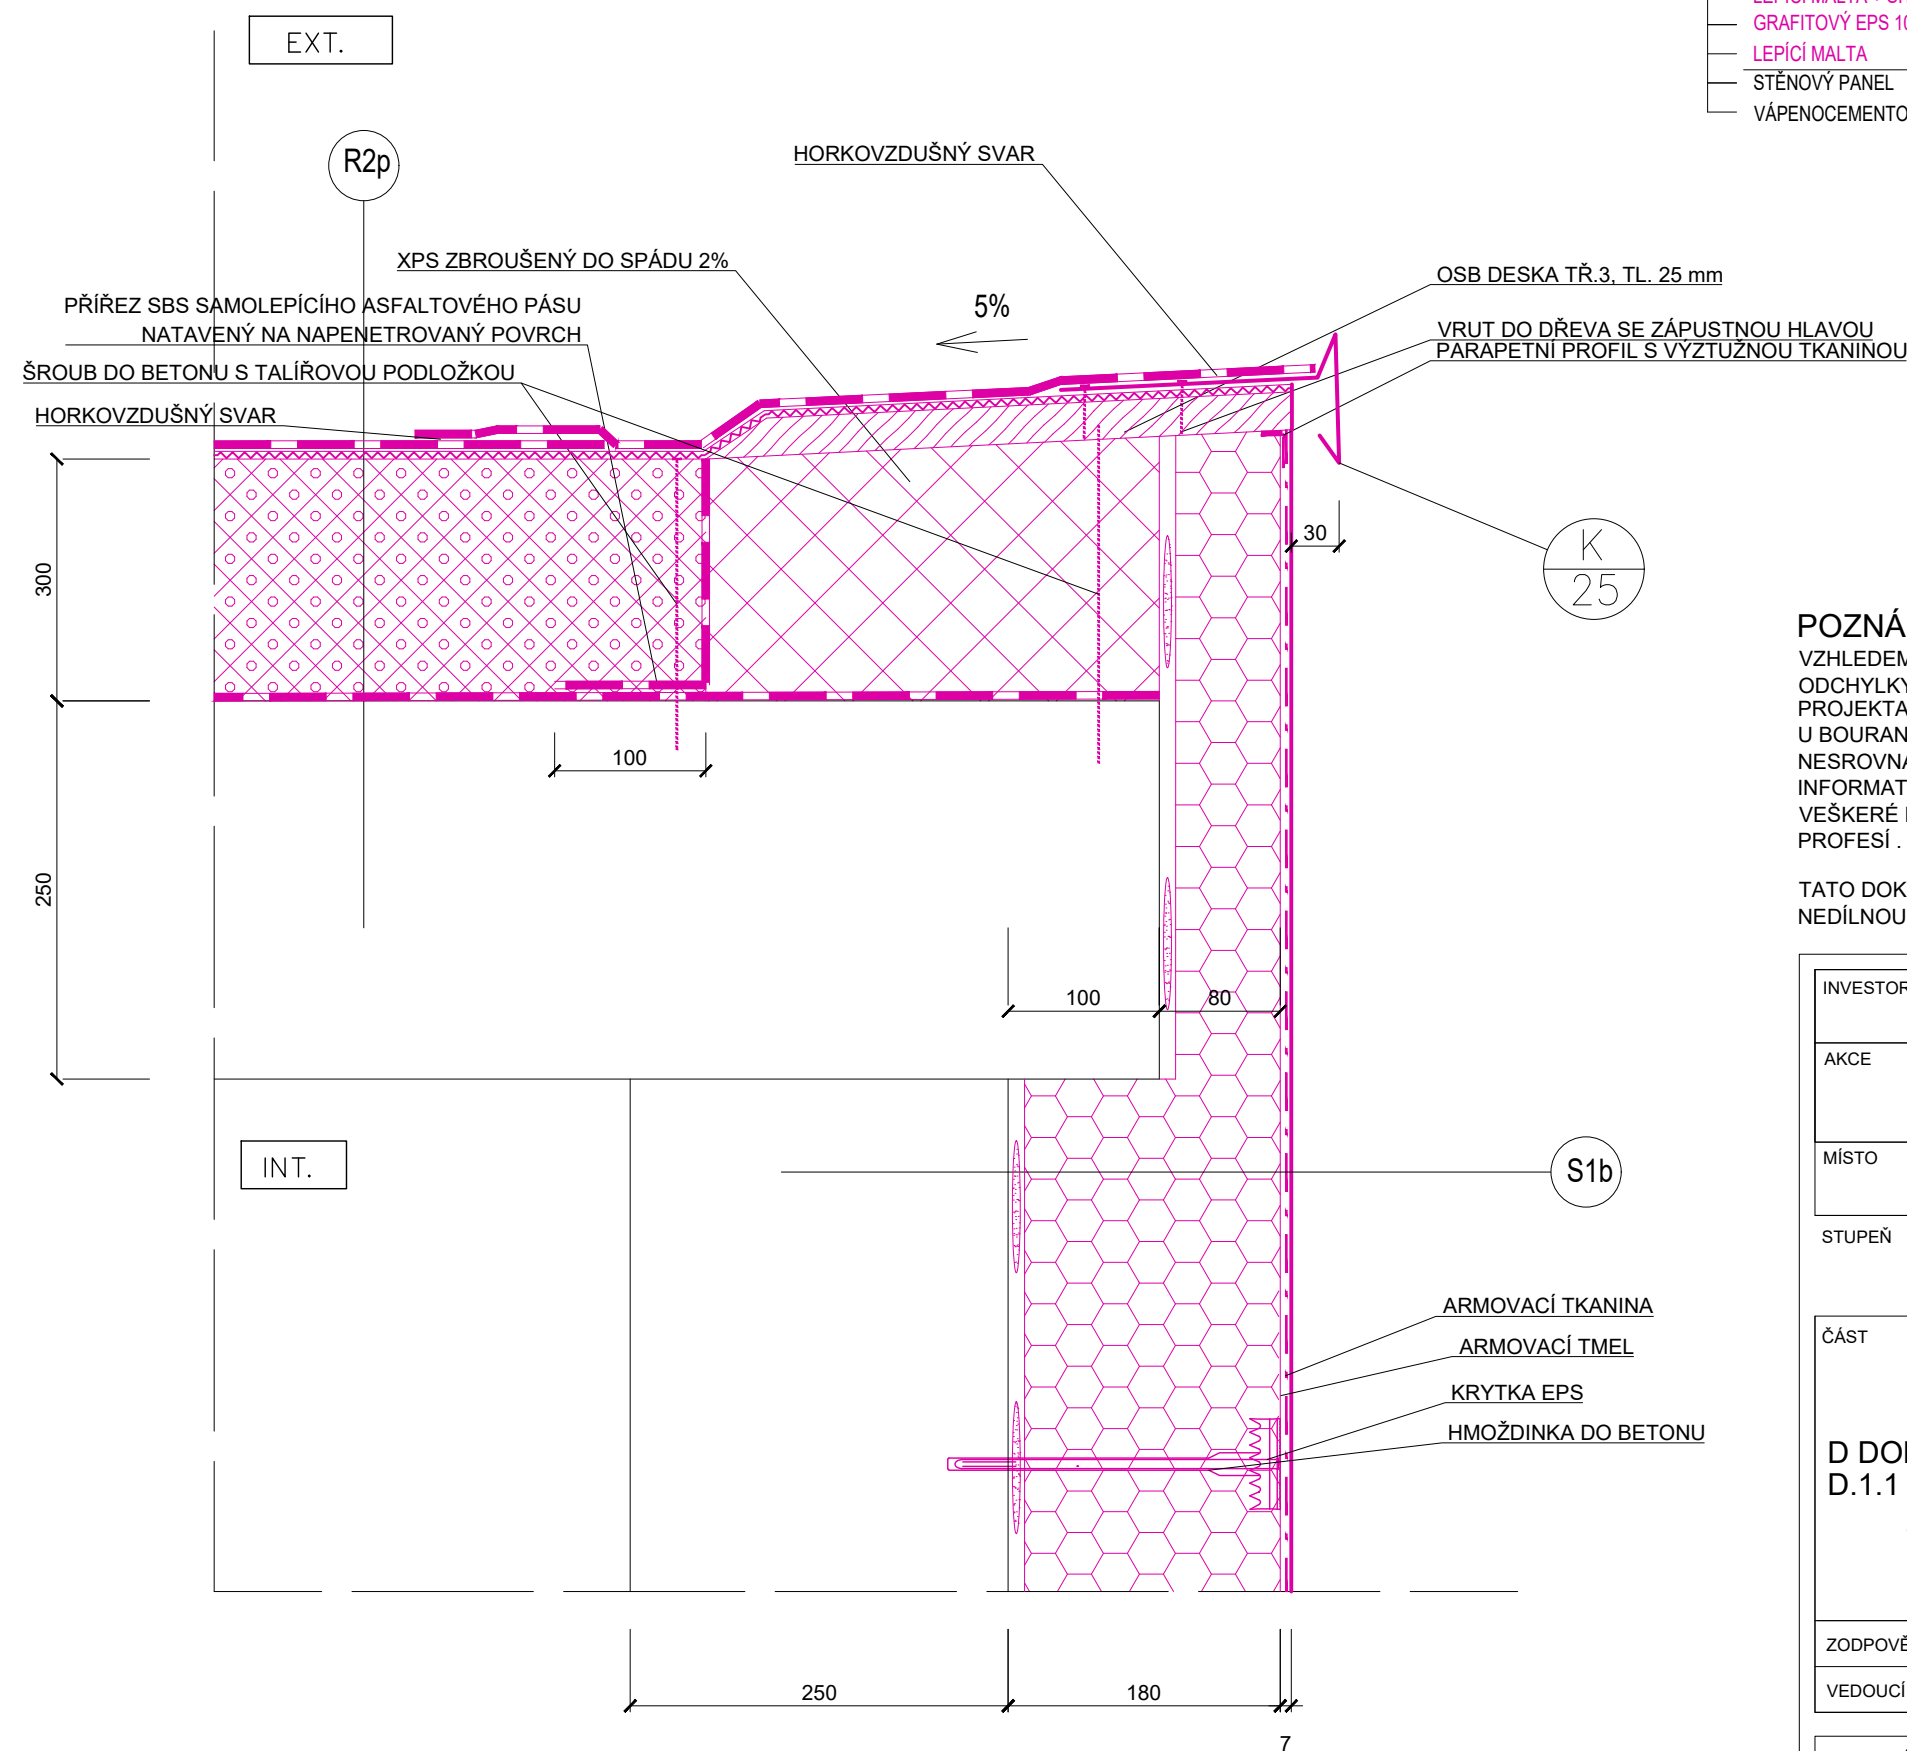 EXT.
GRAFITOVÝ EPS
LEPÍCÍ MALTA
STĚNOVÝ PANEL
R2p
HORKOVZDUŠNÝ SVAR
XPS ZBROUŠENÝ DO SPÁDU 2%
OSB DESKA TŘ.3, TL. 25 mm
PŘÍŘEZ SBS SAMOLEPÍCÍHO ASFALTOVÉHO PÁSU
NATAVENÝ NA NAPENETROVANÝ POVRCH
5%
VRUT DO DŘEVA SE ZÁPUSTNOU HLAVOU
PARAPETNÍ PROFIL S VÝZTUŽNOU TKANINOU
ŠROUB DO BETONU S TALÍŘOVOU PODLOŽKOU
HORKOVZDUŠNÝ SVAR
30
K
25
300
100
250
100
80
INT.
S1b
ARMOVACÍ TKANINA
ARMOVACÍ TMEL
KRYTKA EPS
HMOŽDINKA DO BETONU
250
180
7
POZNÁ
VZHLEDEM
ODCHYLKY
PROJEKTA
U BOURAN
NESROVNA
INFORMAT
VEŠKERÉ
PROFESÍ .
TATO DOK
NEDÍLNOU
INVESTOR
AKCE
MÍSTO
STUPEŇ
ČÁST
D
D.1.1
ZODPOVĚ
VEDOUCÍ